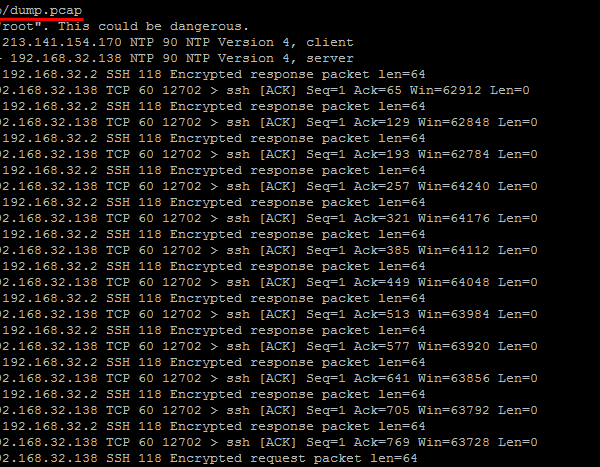 /dump.pcap
root". This could be dangerous.
213.141.154.170 NTP 90 NTP Version 4, client
192.168.32.138 NTP 90 NTP Version 4, server
192.168.32.2 SSH 118 Encrypted response packet len=64
92.168.32.138 TCP 60 12702 > ssh [ACK] Seq=1 Ack=65 Win=62912 Len=0
192.168.32.2 SSH 118 Encrypted response packet len=64
92.168.32.138 TCP 60 12702 > ssh [ACK] Seq=1 Ack=129 Win=62848 Len=0
192.168.32.2 SSH 118 Encrypted response packet len=64
92.168.32.138 TCP 60 12702 > ssh [ACK] Seq=1 Ack=193 Win=62784 Len=0
192.168.32.2 SSH 118 Encrypted response packet len=64
92.168.32.138 TCP 60 12702 > ssh [ACK] Seq=1 Ack=257 Win=64240 Len=0
192.168.32.2 SSH 118 Encrypted response packet len=64
92.168.32.138 TCP 60 12702 > ssh [ACK] Seq=1 Ack=321 Win=64176 Len=0
192.168.32.2 SSH 118 Encrypted response packet len=64
92.168.32.138 TCP 60 12702 > ssh [ACK] Seq=1 Ack=385 Win=64112 Len=0
192.168.32.2 SSH 118 Encrypted response packet len=64
92.168.32.138 TCP 60 12702 > ssh [ACK] Seq=1 Ack=449 Win=64048 Len=0
192.168.32.2 SSH 118 Encrypted response packet len=64
92.168.32.138 TCP 60 12702 > ssh [ACK] Seq=1 Ack=513 Win=63984 Len=0
192.168.32.2 SSH 118 Encrypted response packet len=64
92.168.32.138 TCP 60 12702 > ssh [ACK] Seq=1 Ack=577 Win=63920 Len=0
192.168.32.2 SSH 118 Encrypted response packet len=64
92.168.32.138 TCP 60 12702 > ssh [ACK] Seq=1 Ack=641 Win=63856 Len=0
192.168.32.2 SSH 118 Encrypted response packet len=64
92.168.32.138 TCP 60 12702 > ssh [ACK] Seq=1 Ack=705 Win=63792 Len=0
192.168.32.2 SSH 118 Encrypted response packet len=64
92.168.32.138 TCP 60 12702 > ssh [ACK] Seq=1 Ack=769 Win=63728 Len=0
92.168.32.138 SSH 118 Encrypted request packet len=64